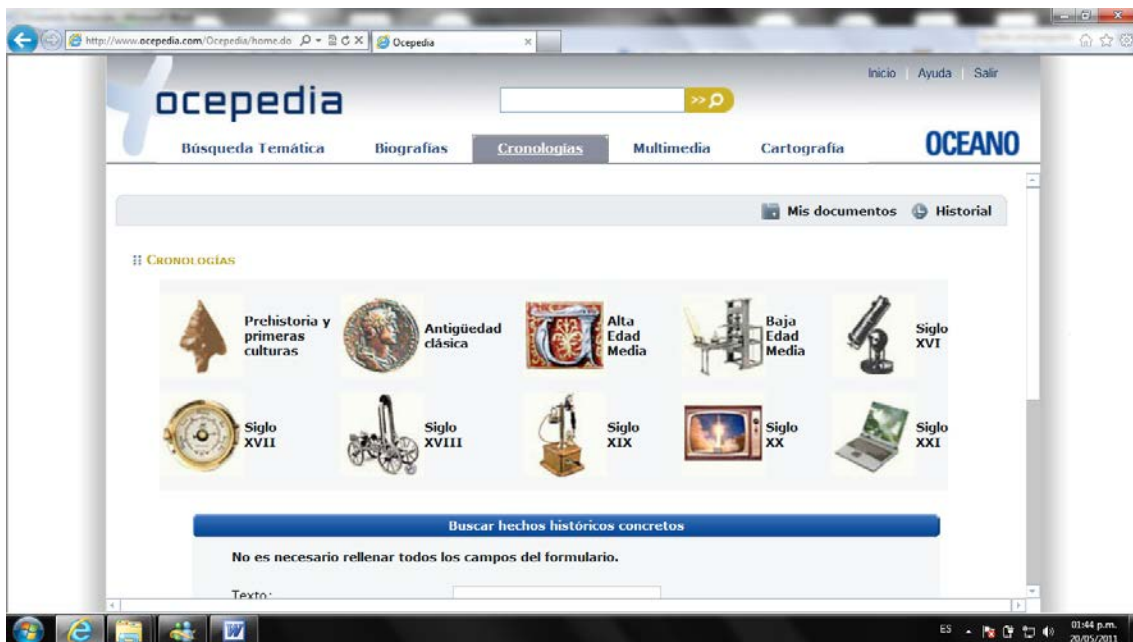 http://www.ocepedia.com/Ocepedia/home.do
Ocepedia
Inicio Ayuda Salir
ocepedia
>>
Búsqueda Temática Biografías Cronologías Multimedia Cartografía OCEANO
Mis documentos Historial
CRONOLOGÍAS
Prehistoria y
primeras
culturas
Antigüedad
clásica
Alta
Edad
Media
Baja
Edad
Media
Siglo
XVI
Siglo
XVII
Siglo
XVIII
Siglo
XIX
Siglo
XX
Siglo
XXI
Buscar hechos históricos concretos
No es necesario rellenar todos los campos del formulario.
Texto:
ES
01:44 p.m.
20/05/2011